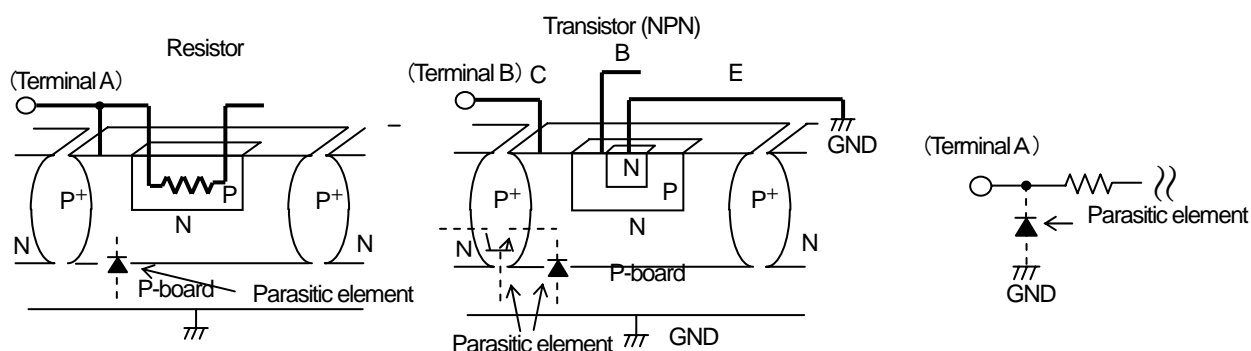 Resistor
(Terminal A)
P+
P
P+
N
N
N
P-board
Parasitic element
Transistor (NPN)
(Terminal B)
C
B
E
GND
P+
N
P
P+
N
N
N
P-board
Parasitic element
GND
(Terminal A)
Parasitic element
GND